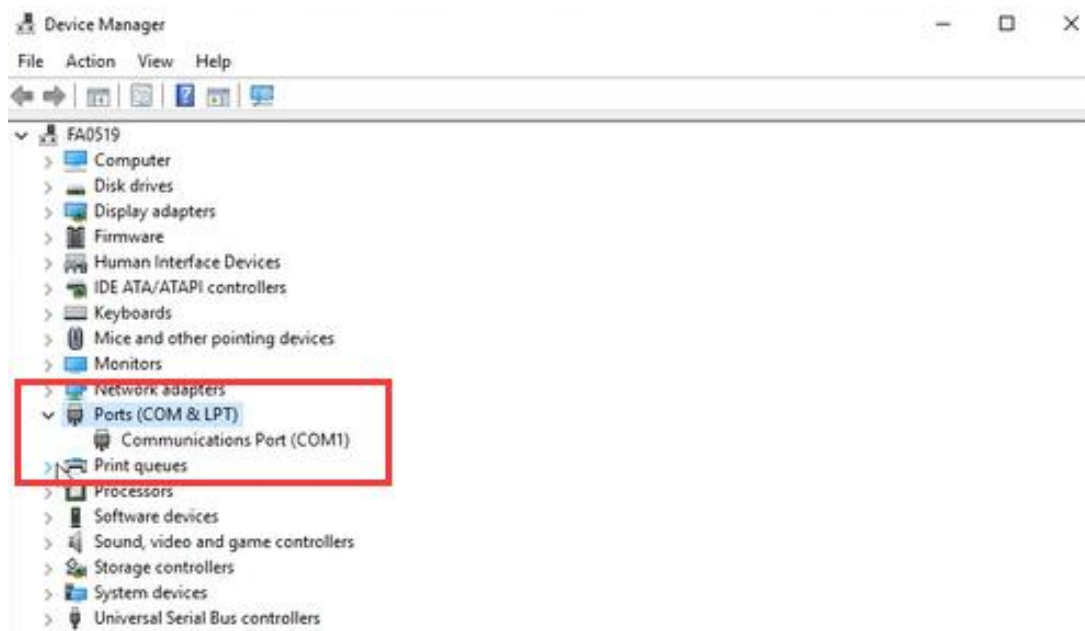 Device Manager
File Action View Help
FA0519
Computer
Disk drives
Display adapters
Firmware
Human Interface Devices
IDE ATA/ATAPI controllers
Keyboards
Mice and other pointing devices
Monitors
Network adapters
Ports (COM & LPT)
Communications Port (COM1)
Print queues
Processors
Software devices
Sound, video and game controllers
Storage controllers
System devices
Universal Serial Bus controllers